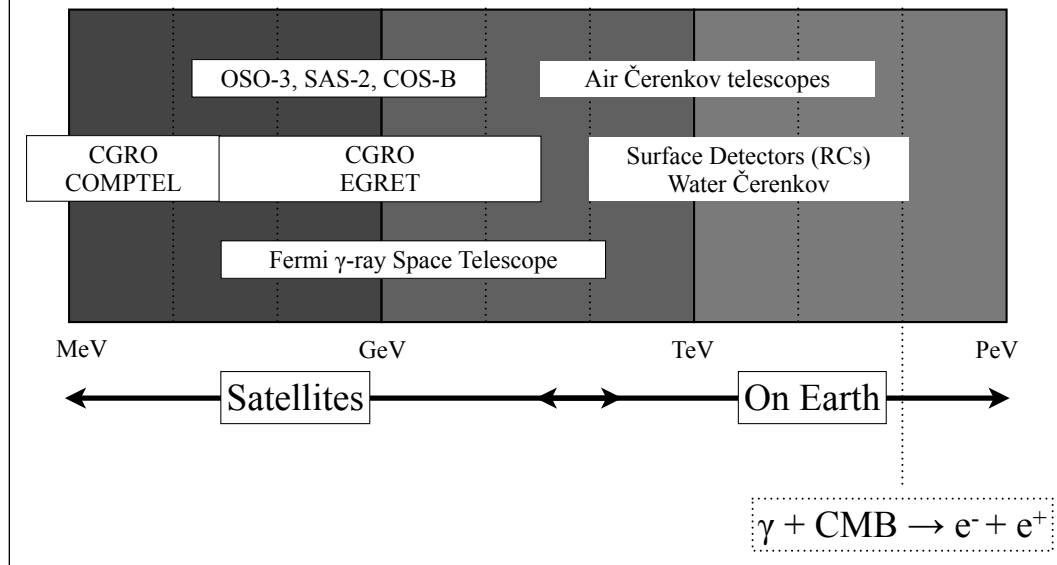 OSO-3, SAS-2, COS-B
Air Čerenkov telescopes
CGRO
COMPTEL
CGRO
EGRET
Surface Detectors (RCs)
Water Čerenkov
Fermi γ-ray Space Telescope
MeV
GeV
TeV
PeV
Satellites
On Earth
γ + CMB → e⁻ + e⁺